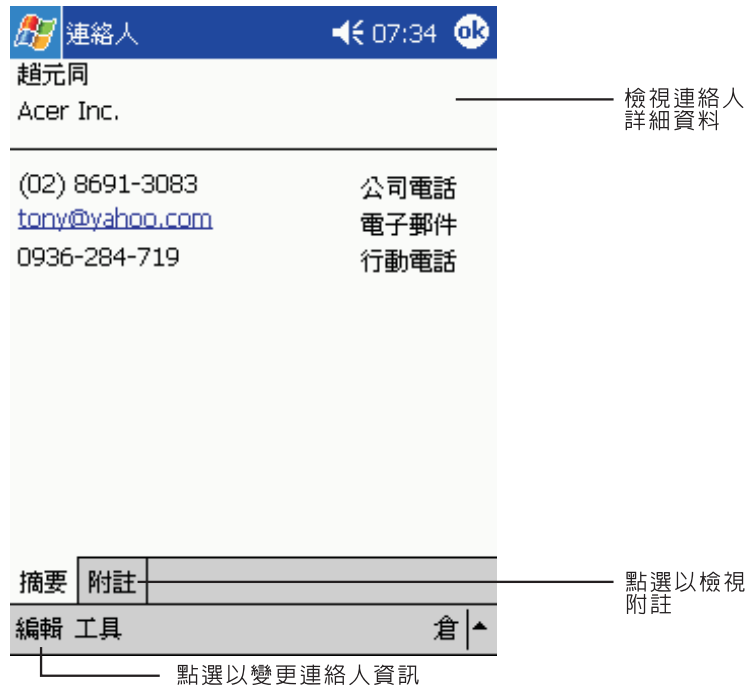 連絡人 07:34 ok
趙元同
Acer Inc.
檢視連絡人
詳細資料
(02) 8691-3083 公司電話
tony@yahoo.com 電子郵件
0936-284-719 行動電話
摘要 附註
點選以檢視
附註
編輯 工具 倉
點選以變更連絡人資訊